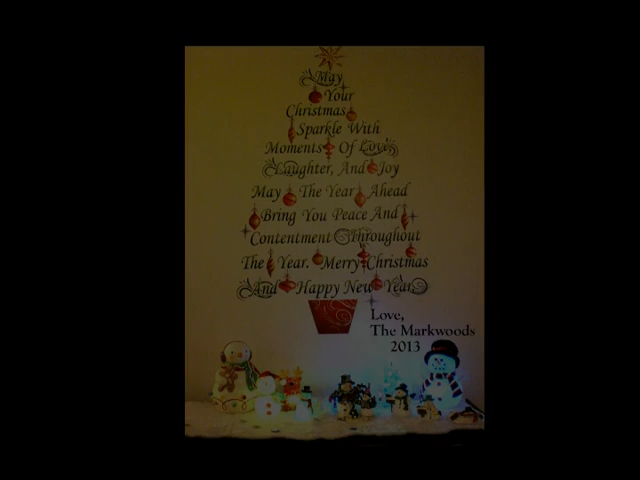 May
Your
Christmas
Sparkle With
Moments Of Love
Laughter, And Joy
May The Year Ahead
Bring You Peace And
Contentment Throughout
The Year. Merry Christmas
And Happy New Year
Love,
The Markwoods
2013